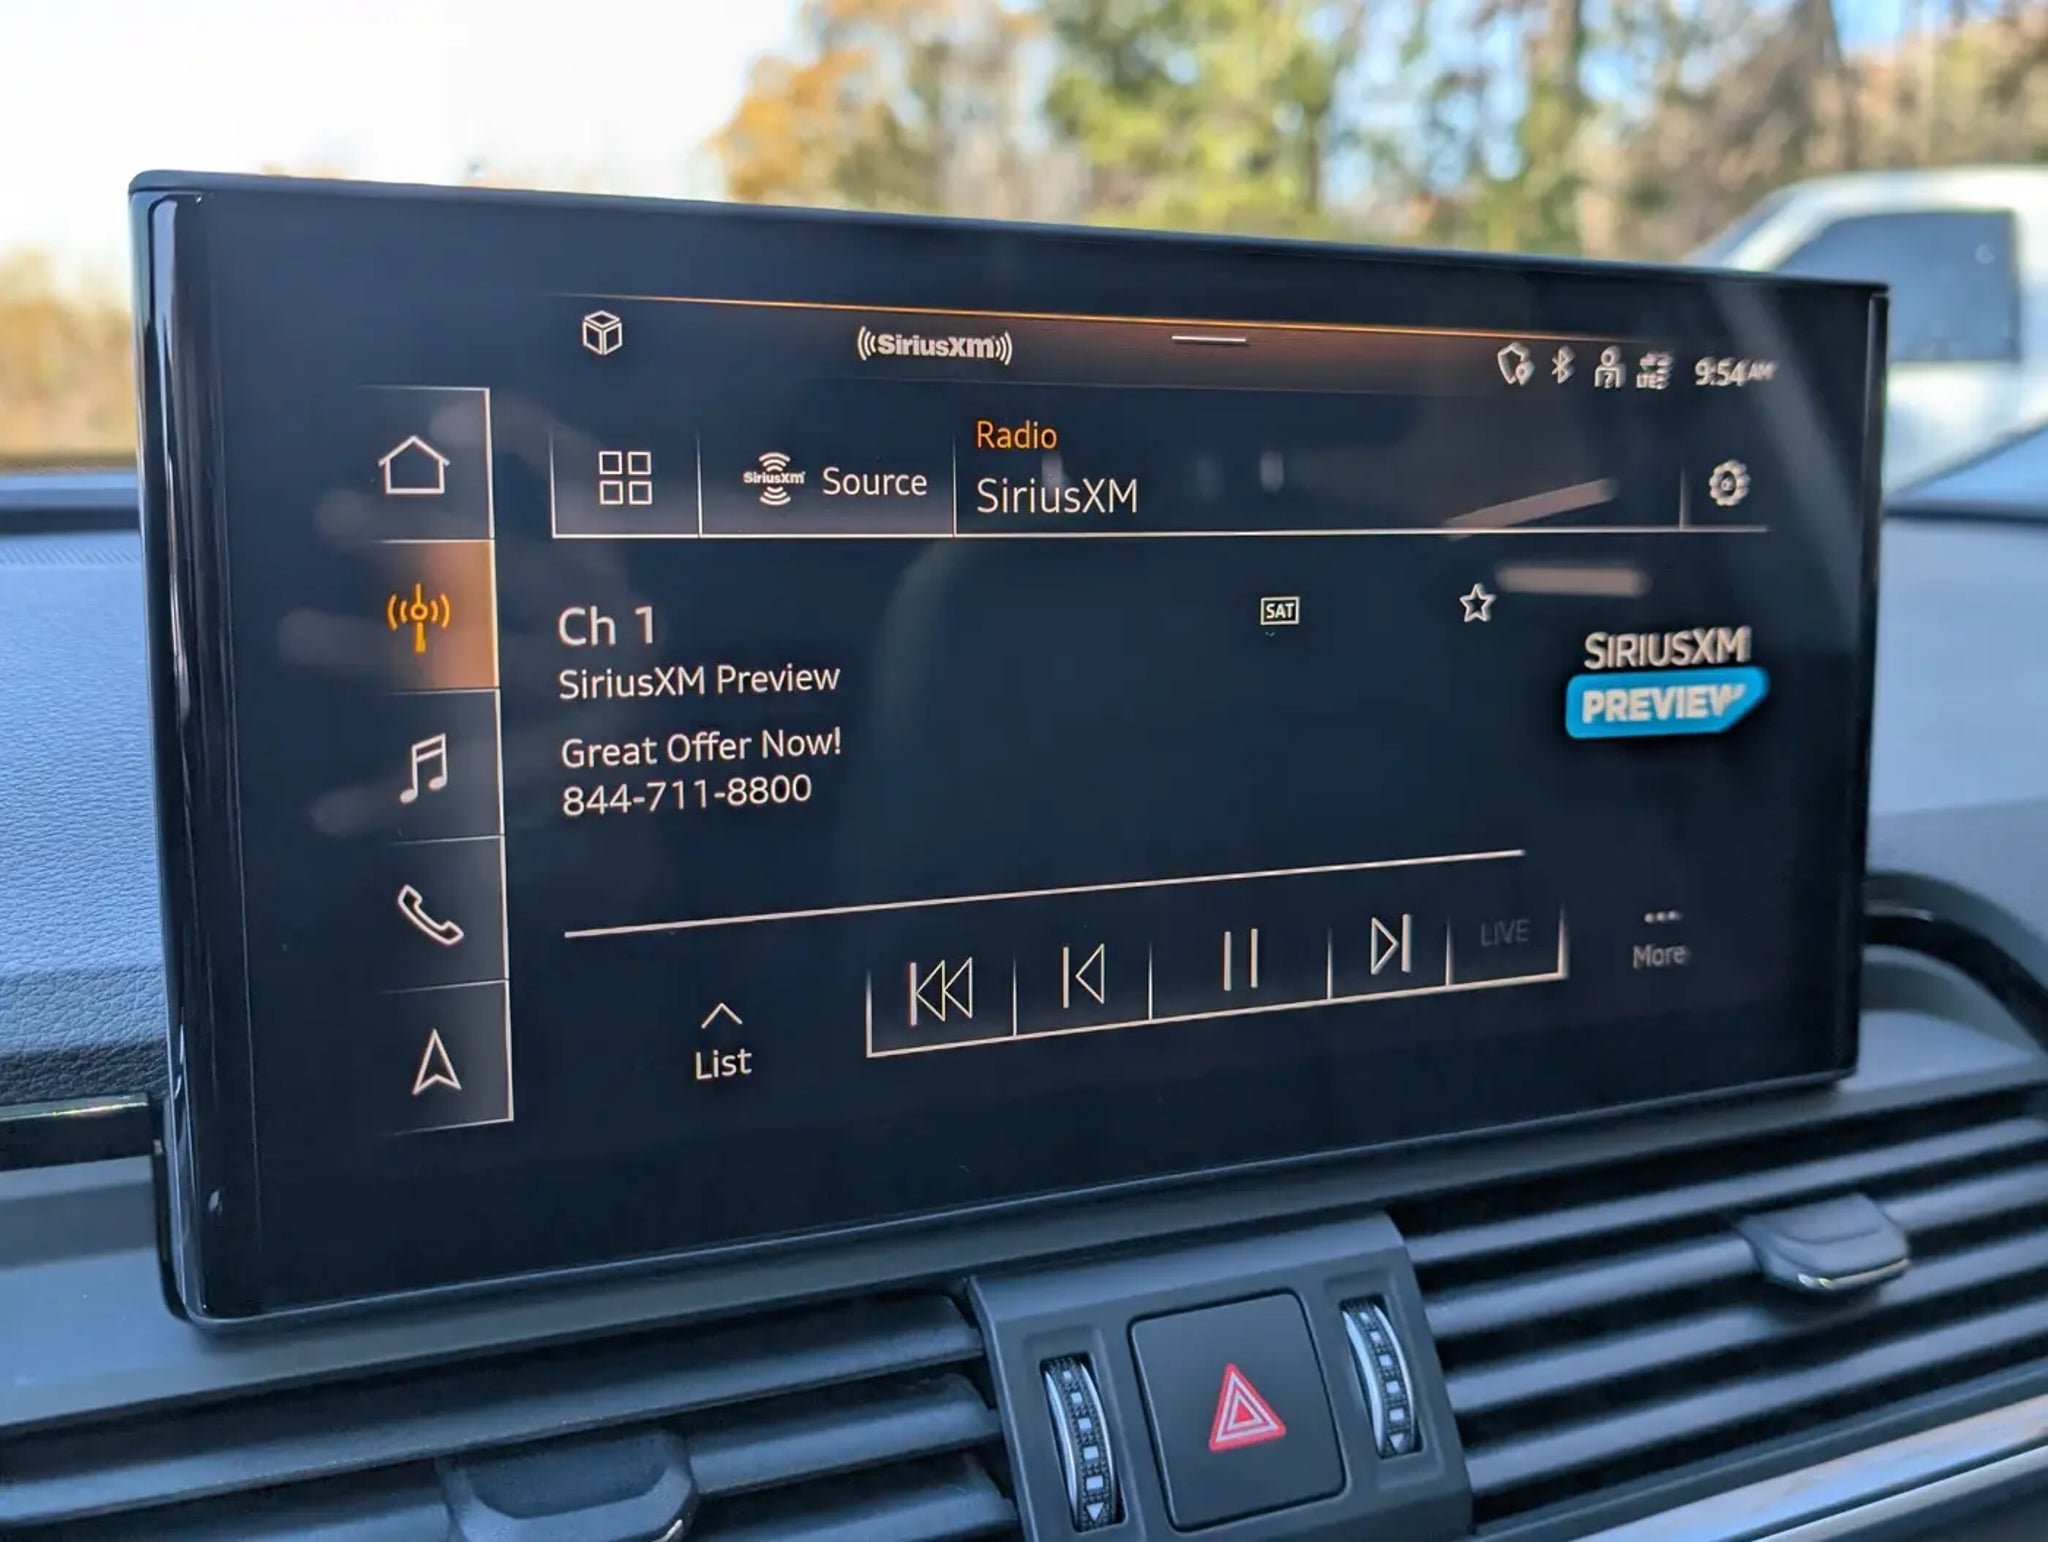 SiriusXM
LTE 9:54 AM
SiriusXM Source
Radio
SiriusXM
Ch 1
SAT
SiriusXM Preview
Great Offer Now!
844-711-8800
SIRIUSXM
PREVIEW
LIVE
More
List